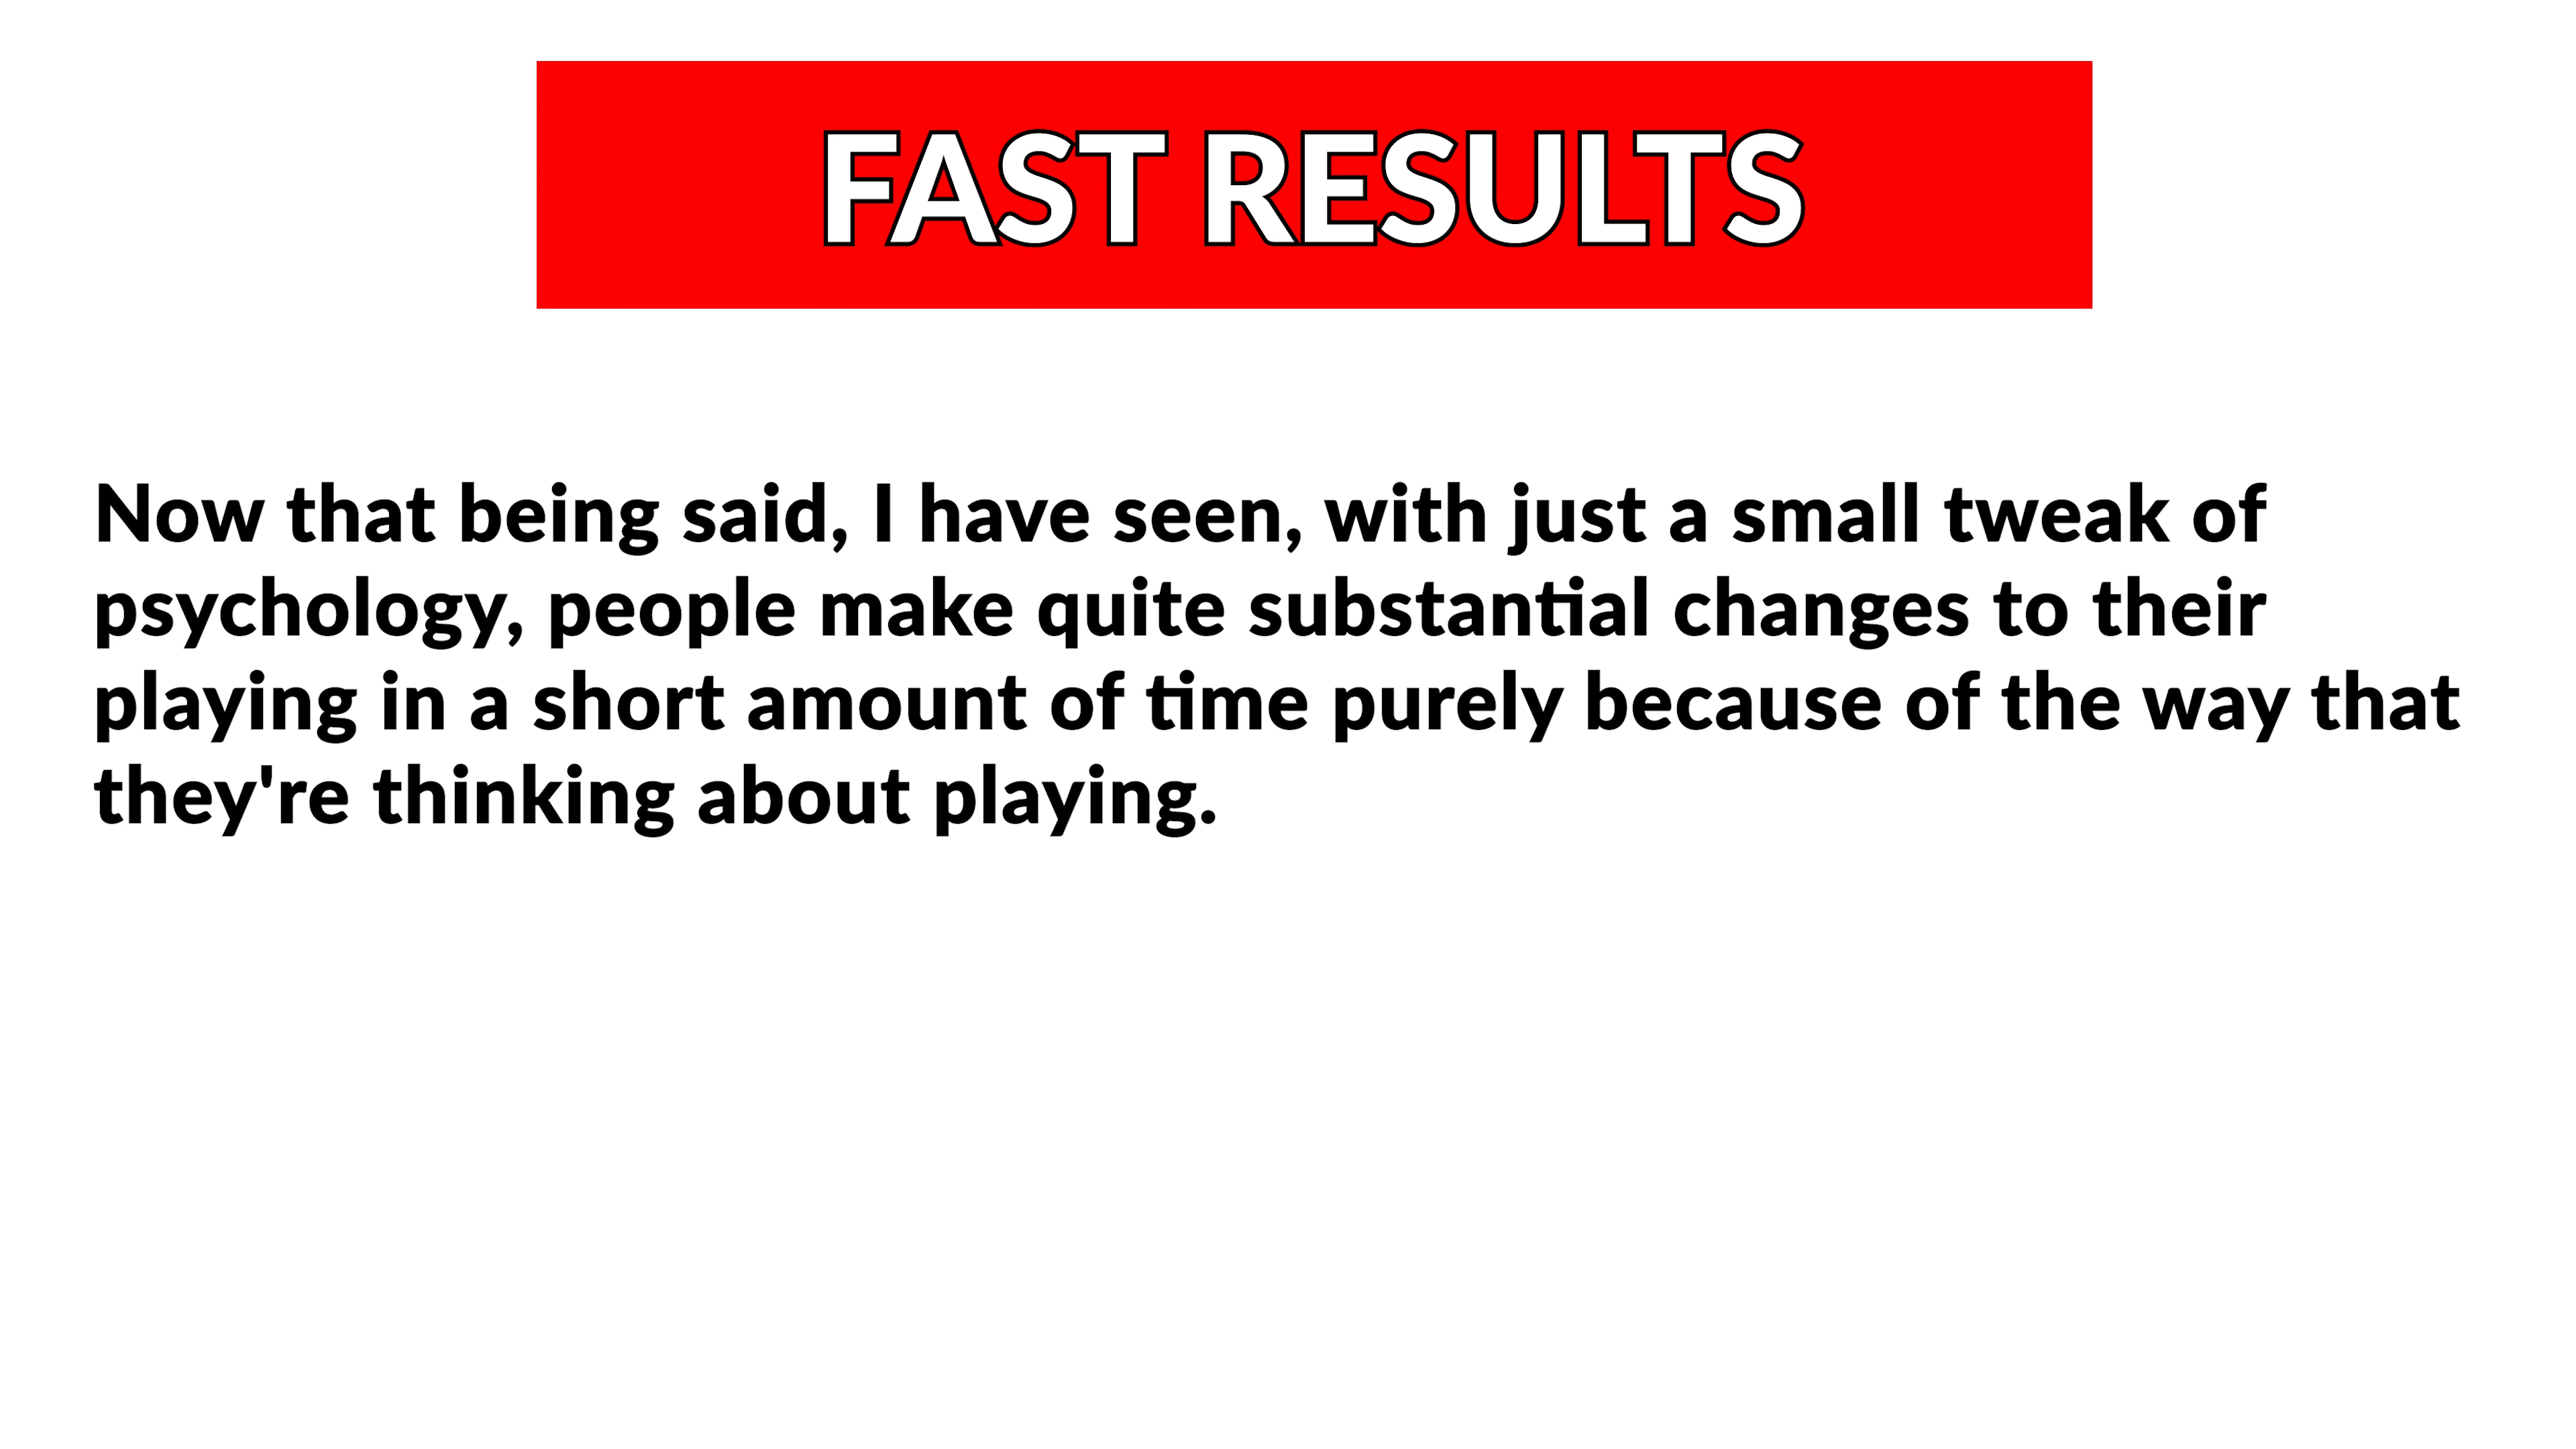 FAST RESULTS
Now that being said, I have seen, with just a small tweak of
psychology, people make quite substantial changes to their
playing in a short amount of time purely because of the way that
they're thinking about playing.